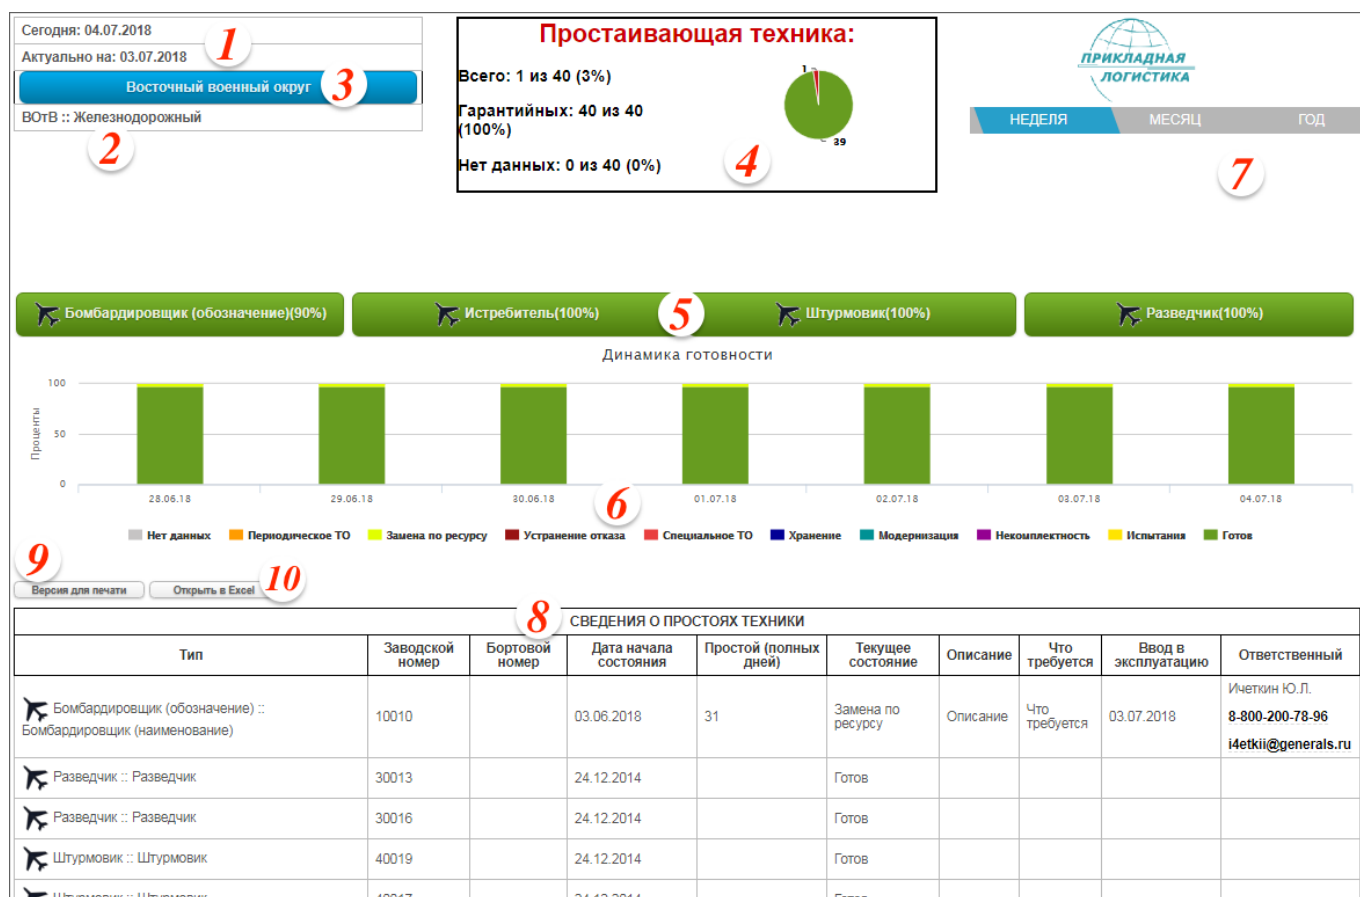 Сегодня: 04.07.2018
1
Актуально на: 03.07.2018
Восточный военный округ
3
ВОтВ :: Железнодорожный
2
Простаивающая техника:
Всего: 1 из 40 (3%)
Гарантийных: 40 из 40
(100%)
Нет данных: 0 из 40 (0%)
1
39
4
ПРИКЛАДНАЯ
ЛОГИСТИКА
НЕДЕЛЯ МЕСЯЦ ГОД
7
Бомбардировщик (обозначение)(90%) Истребитель(100%) 5 Штурмовик(100%) Разведчик(100%)
Динамика готовности
Проценты
100
50
0
28.06.18 29.06.18 30.06.18 01.07.18 02.07.18 03.07.18 04.07.18
6
Нет данных Периодическое ТО Замена по ресурсу Устранение отказа Специальное ТО Хранение Модернизация Некомплектность Испытания Готов
9
10
Версия для печати Открыть в Excel
8
СВЕДЕНИЯ О ПРОСТОЯХ ТЕХНИКИ
Тип Заводской номер Бортовой номер Дата начала состояния Простой (полных дней) Текущее состояние Описание Что требуется Ввод в эксплуатацию Ответственный
Бомбардировщик (обозначение) :: Бомбардировщик (наименование) 10010 03.06.2018 31 Замена по ресурсу Описание Что требуется 03.07.2018 Ичеткин Ю.Л.
8-800-200-78-96
i4etkii@generals.ru
Разведчик :: Разведчик 30013 24.12.2014 Готов
Разведчик :: Разведчик 30016 24.12.2014 Готов
Штурмовик :: Штурмовик 40019 24.12.2014 Готов
Штурмовик :: Штурмовик 24.12.2014 Готов